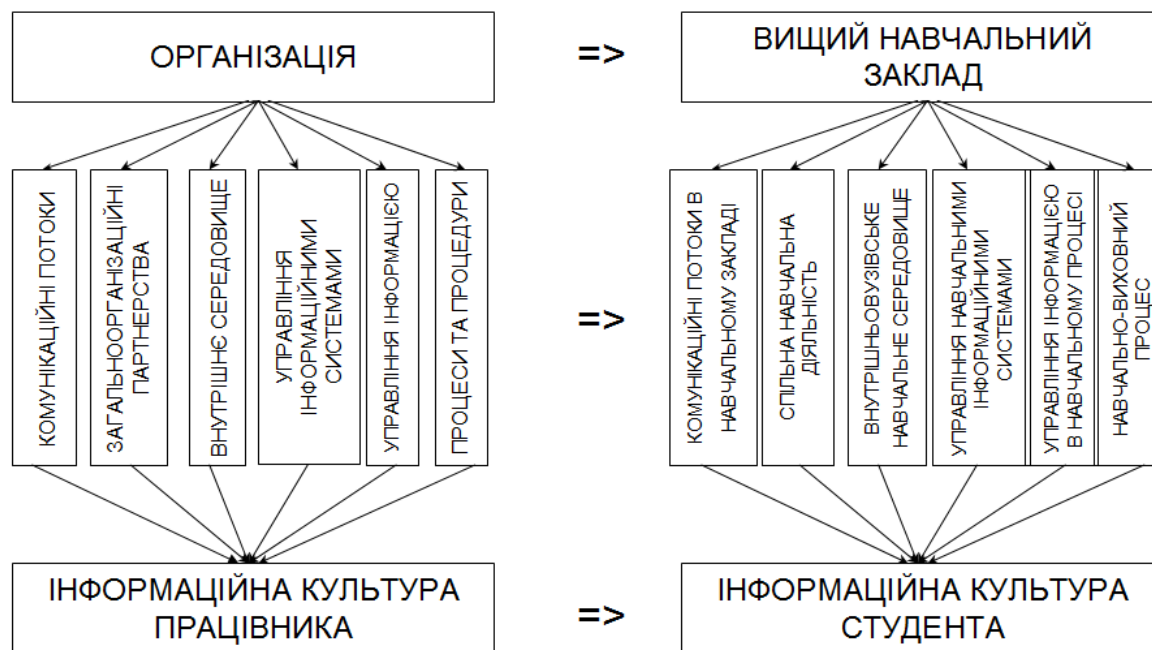 ОРГАНІЗАЦІЯ
=>
ВИЩИЙ НАВЧАЛЬНИЙ
ЗАКЛАД
КОМУНІКАЦІЙНІ ПОТОКИ
ЗАГАЛЬНООРГАНІЗАЦІЙНІ
ПАРТНЕРСТВА
ВНУТРІШНЄ СЕРЕДОВИЩЕ
УПРАВЛІННЯ
ІНФОРМАЦІЙНИМИ
СИСТЕМАМИ
УПРАВЛІННЯ ІНФОРМАЦІЄЮ
ПРОЦЕСИ ТА ПРОЦЕДУРИ
=>
КОМУНІКАЦІЙНІ ПОТОКИ В
НАВЧАЛЬНОМУ ЗАКЛАДІ
СПІЛЬНА НАВЧАЛЬНА
ДІЯЛЬНІСТЬ
ВНУТРІШНЬОВУЗІВСЬКЕ
НАВЧАЛЬНЕ СЕРЕДОВИЩЕ
УПРАВЛІННЯ НАВЧАЛЬНИМИ
ІНФОРМАЦІЙНИМИ
СИСТЕМАМИ
УПРАВЛІННЯ ІНФОРМАЦІЄЮ
В НАВЧАЛЬНОМУ ПРОЦЕСІ
НАВЧАЛЬНО-ВИХОВНИЙ
ПРОЦЕС
ІНФОРМАЦІЙНА КУЛЬТУРА
ПРАЦІВНИКА
=>
ІНФОРМАЦІЙНА КУЛЬТУРА
СТУДЕНТА